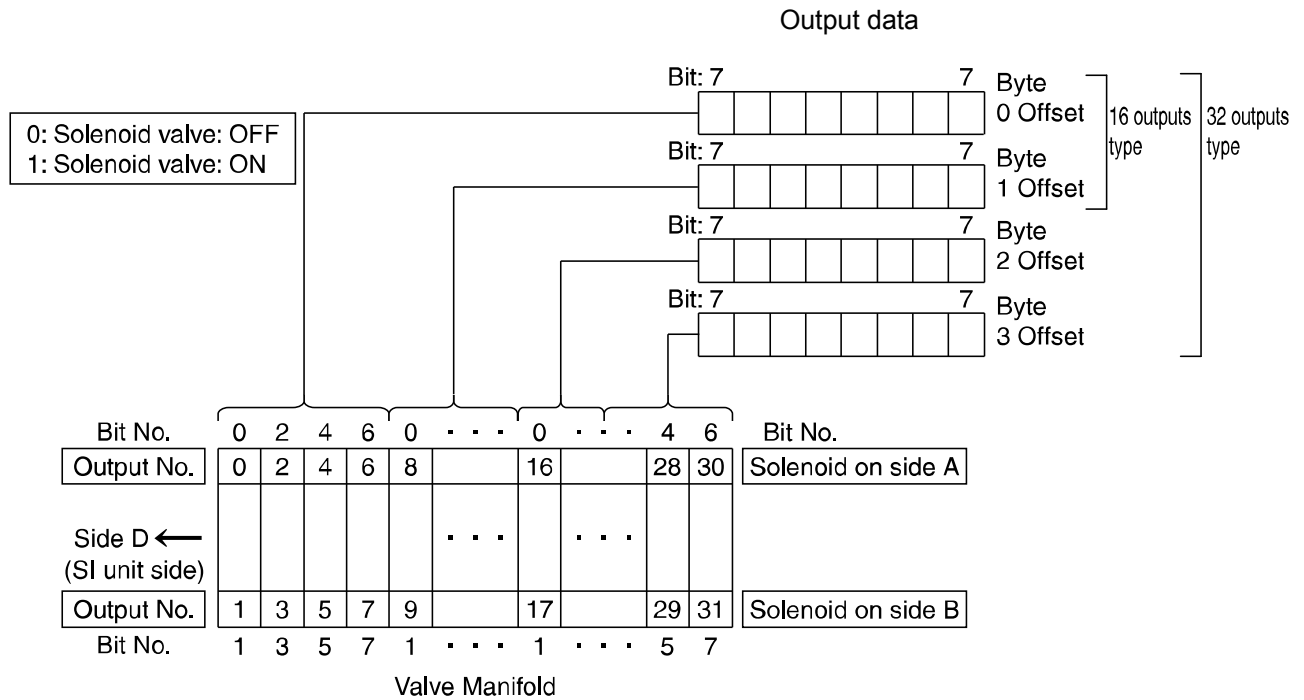 Output data
Bit: 7 7 Byte
0 Offset
0: Solenoid valve: OFF
1: Solenoid valve: ON
16 outputs
type
32 outputs
type
Bit: 7 7 Byte
1 Offset
Bit: 7 7 Byte
2 Offset
Bit: 7 7 Byte
3 Offset
Bit No. 0 2 4 6 0 · · · 0 · · · 4 6 Bit No.
Output No. 0 2 4 6 8 16 28 30 Solenoid on side A
Side D ← · · · · · ·
(SI unit side)
Output No. 1 3 5 7 9 17 29 31 Solenoid on side B
Bit No. 1 3 5 7 1 · · · 1 · · · 5 7
Valve Manifold